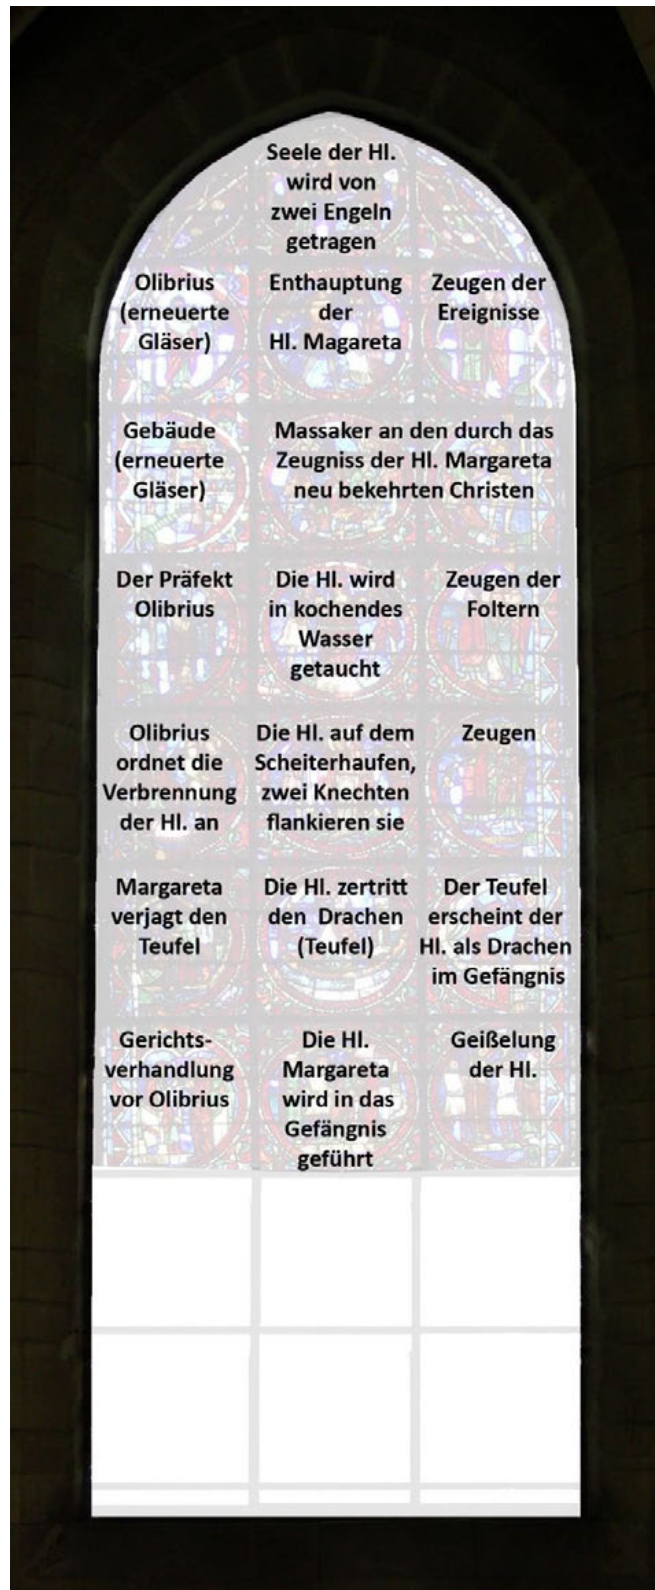 Seele der Hl.
wird von
zwei Engeln
getragen
Olibrius
(erneuerte
Gläser)
Enthauptung
der
Hl. Magareta
Zeugen der
Ereignisse
Gebäude
(erneuerte
Gläser)
Massaker an den durch das
Zeugniss der Hl. Margareta
neu bekehrten Christen
Der Präfekt
Olibrius
Die Hl. wird
in kochendes
Wasser
getaucht
Zeugen der
Foltern
Olibrius
ordnet die
Verbrennung
der Hl. an
Die Hl. auf dem
Scheiterhaufen,
zwei Knechten
flankieren sie
Zeugen
Margareta
verjagt den
Teufel
Die Hl. zertritt
den Drachen
(Teufel)
Der Teufel
erscheint der
Hl. als Drachen
im Gefängnis
Gerichts-
verhandlung
vor Olibrius
Die Hl.
Margareta
wird in das
Gefängnis
geführt
Geißelung
der Hl.